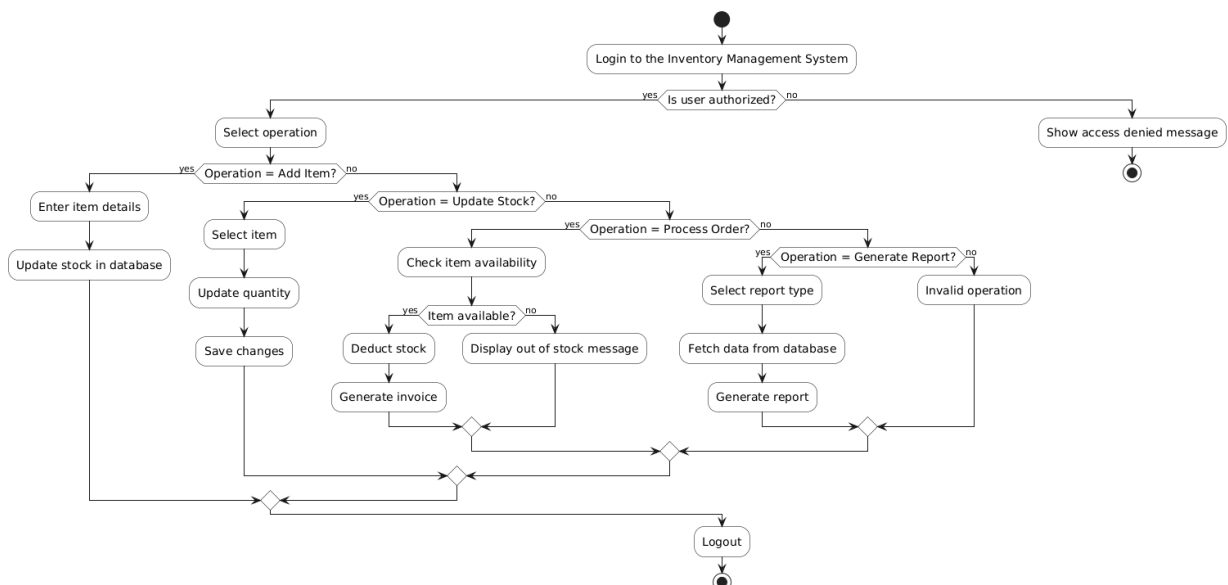 Login to the Inventory Management System
yes
Is user authorized?
no
Select operation
Show access denied message
yes
Operation = Add Item?
no
Enter item details
Update stock in database
yes
Operation = Update Stock?
no
Select item
Update quantity
Save changes
yes
Operation = Process Order?
no
Check item availability
yes
Item available?
no
Deduct stock
Generate invoice
Display out of stock message
yes
Operation = Generate Report?
no
Select report type
Fetch data from database
Generate report
Invalid operation
Logout